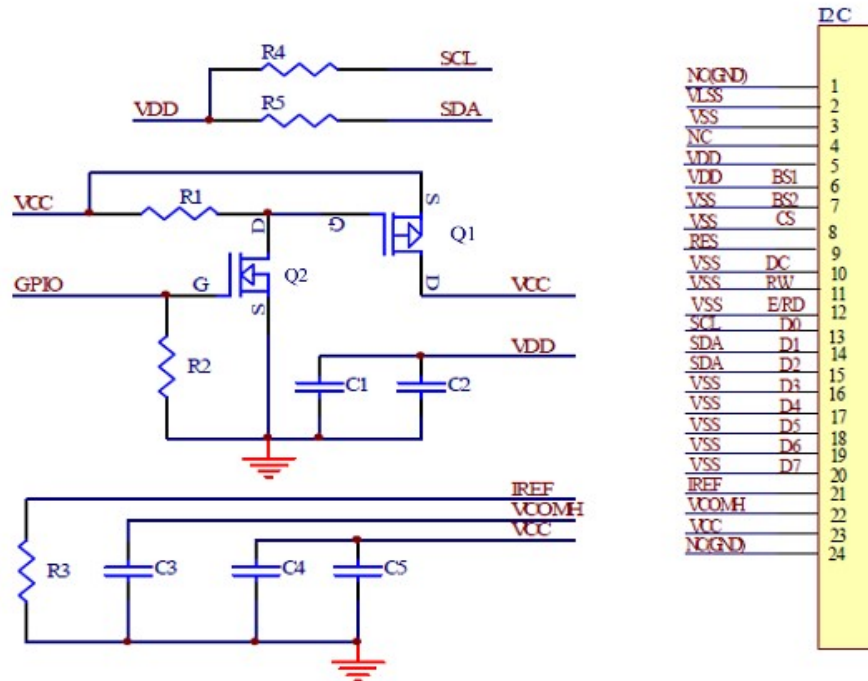 R4 SCL
VDD R5 SDA
VCC R1 D G S Q1 D VCC
GPIO G Q2 S
R2 C1 C2 VDD
IREF
VCOMH
VCC
R3 C3 C4 C5
I2C
NC(GND) 1
VLSS 2
VSS 3
NC 4
VDD 5
VDD BS1 6
VSS BS2 7
VSS CS 8
RES 9
VSS DC 10
VSS RW 11
VSS E/RD 12
SCL D0 13
SDA D1 14
SDA D2 15
VSS D3 16
VSS D4 17
VSS D5 18
VSS D6 19
VSS D7 20
IREF 21
VCOMH 22
VCC 23
NC(GND) 24